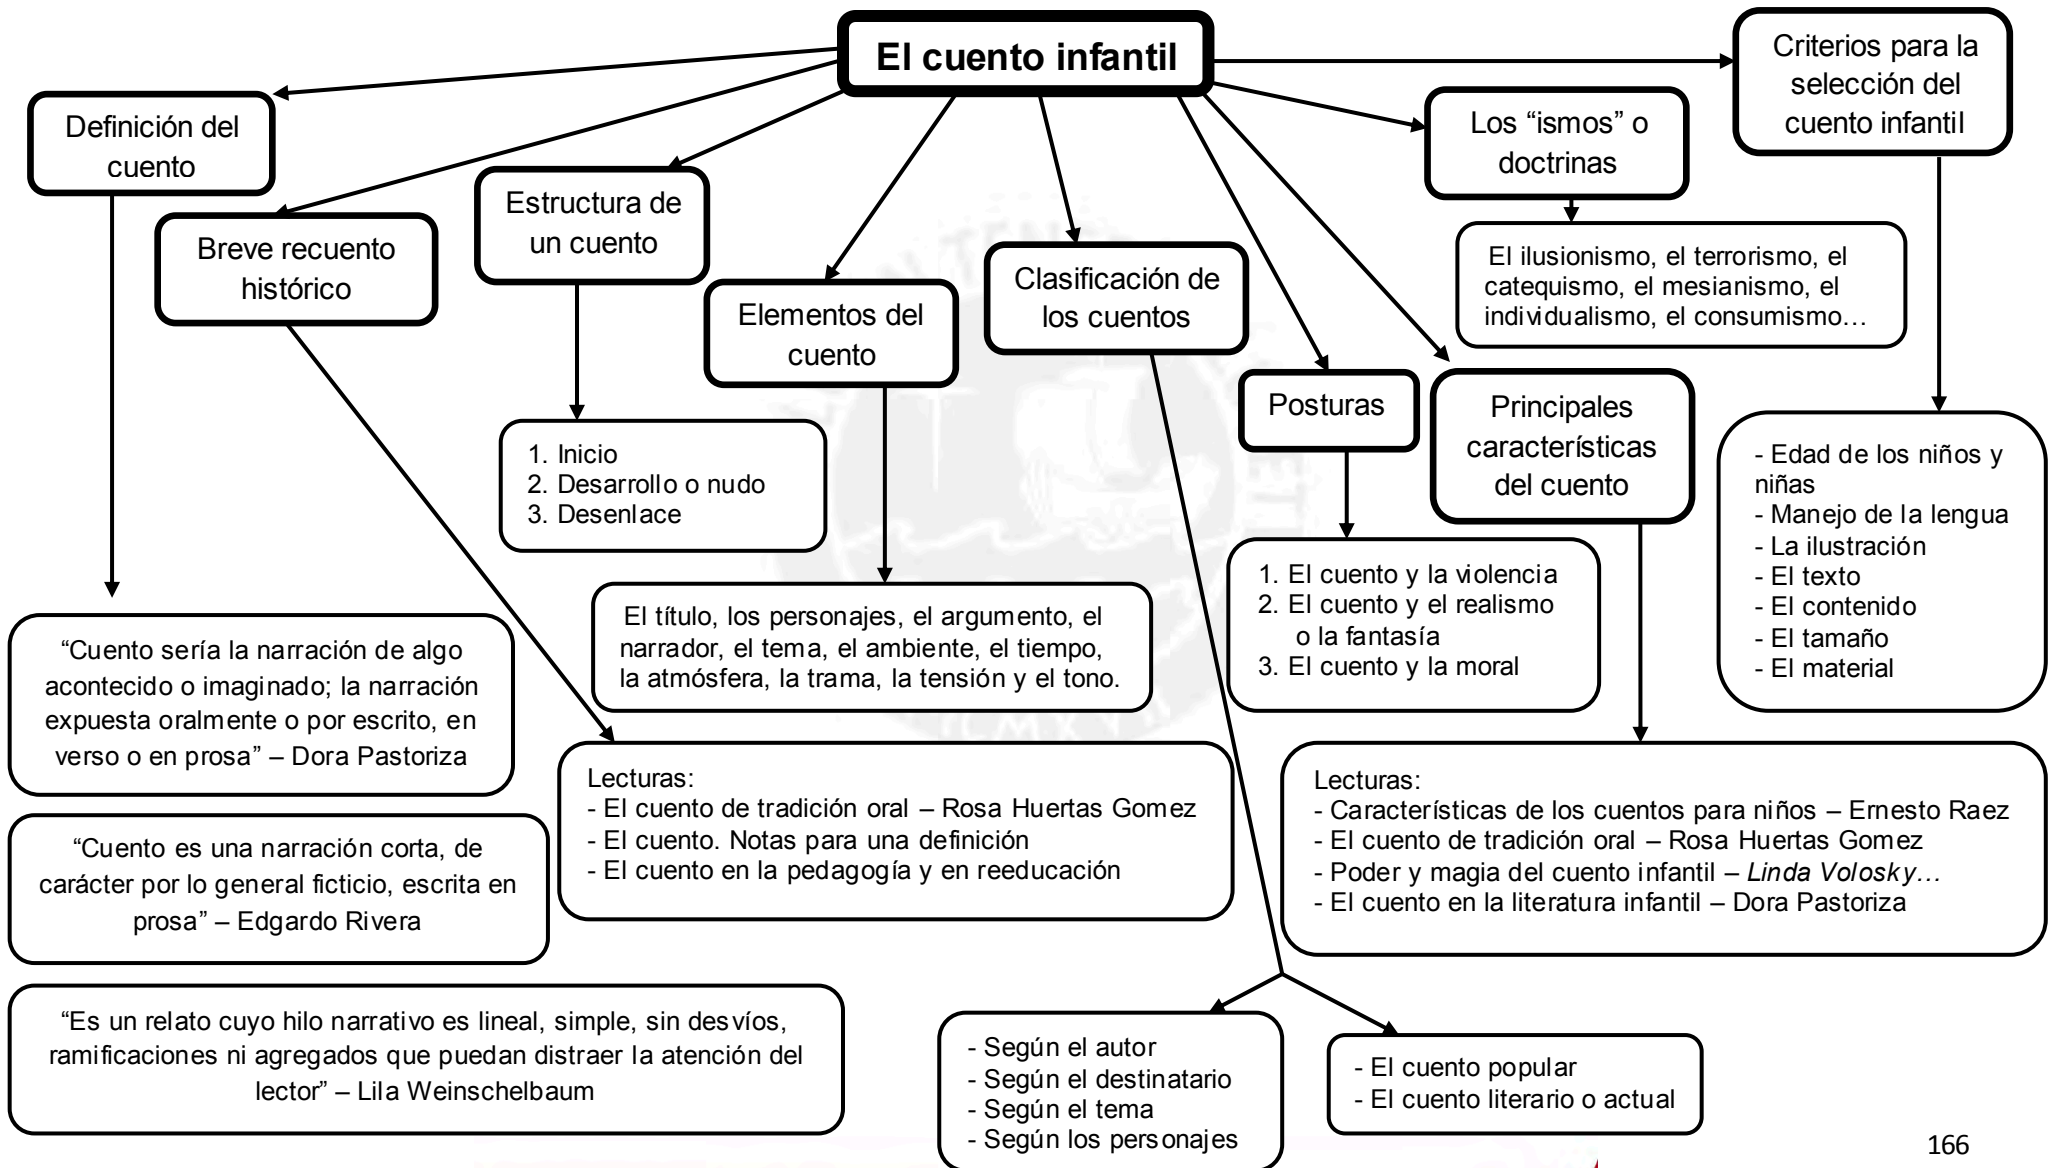 El cuento infantil
Criterios para la
selección del
cuento infantil
Definición del
cuento
Los “ismos” o
doctrinas
Breve recuento
histórico
Estructura de
un cuento
Elementos del
cuento
Clasificación de
los cuentos
El ilusionismo, el terrorismo, el
catequismo, el mesianismo, el
individualismo, el consumismo…
Posturas
Principales
características
del cuento
1. Inicio
2. Desarrollo o nudo
3. Desenlace
- Edad de los niños y
niñas
- Manejo de la lengua
- La ilustración
- El texto
- El contenido
- El tamaño
- El material
1. El cuento y la violencia
2. El cuento y el realismo
o la fantasía
3. El cuento y la moral
El título, los personajes, el argumento, el
narrador, el tema, el ambiente, el tiempo,
la atmósfera, la trama, la tensión y el tono.
“Cuento sería la narración de algo
acontecido o imaginado; la narración
expuesta oralmente o por escrito, en
verso o en prosa” – Dora Pastoriza
Lecturas:
- El cuento de tradición oral – Rosa Huertas Gomez
- El cuento. Notas para una definición
- El cuento en la pedagogía y en reeducación
Lecturas:
- Características de los cuentos para niños – Ernesto Raez
- El cuento de tradición oral – Rosa Huertas Gomez
- Poder y magia del cuento infantil – Linda Volosky…
- El cuento en la literatura infantil – Dora Pastoriza
“Cuento es una narración corta, de
carácter por lo general ficticio, escrita en
prosa” – Edgardo Rivera
“Es un relato cuyo hilo narrativo es lineal, simple, sin desvíos,
ramificaciones ni agregados que puedan distraer la atención del
lector” – Lila Weinschelbaum
- Según el autor
- Según el destinatario
- Según el tema
- Según los personajes
- El cuento popular
- El cuento literario o actual
166